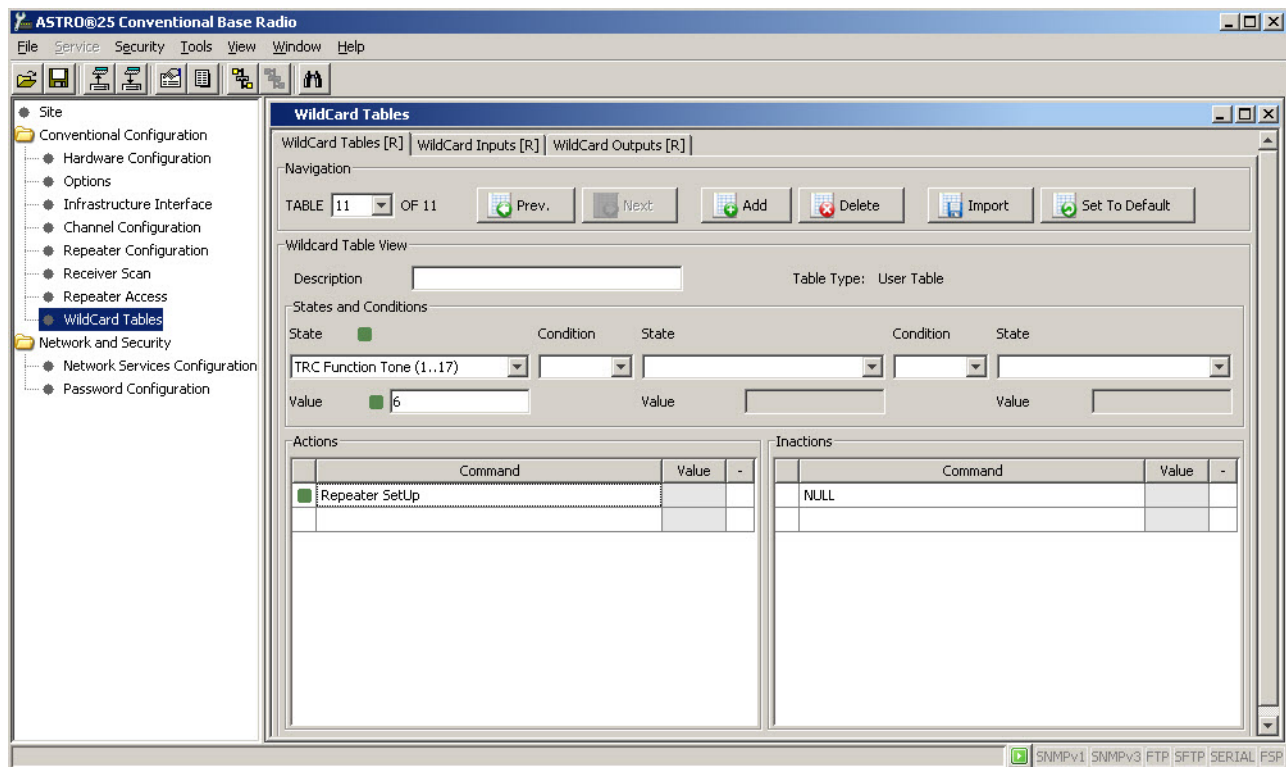 ASTRO®25 Conventional Base Radio
File Service Security Tools View Window Help
Site
Conventional Configuration
Hardware Configuration
Options
Infrastructure Interface
Channel Configuration
Repeater Configuration
Receiver Scan
Repeater Access
WildCard Tables
Network and Security
Network Services Configuration
Password Configuration
WildCard Tables
WildCard Tables [R] WildCard Inputs [R] WildCard Outputs [R]
Navigation
TABLE 11 OF 11 Prev. Next Add Delete Import Set To Default
Wildcard Table View
Description Table Type: User Table
States and Conditions
State Condition State Condition State
TRC Function Tone (1..17)
Value 6 Value Value
Actions Inactions
Command Value - Command Value -
Repeater SetUp NULL
SNMPv1 SNMPv3 FTP SFTP SERIAL FSP